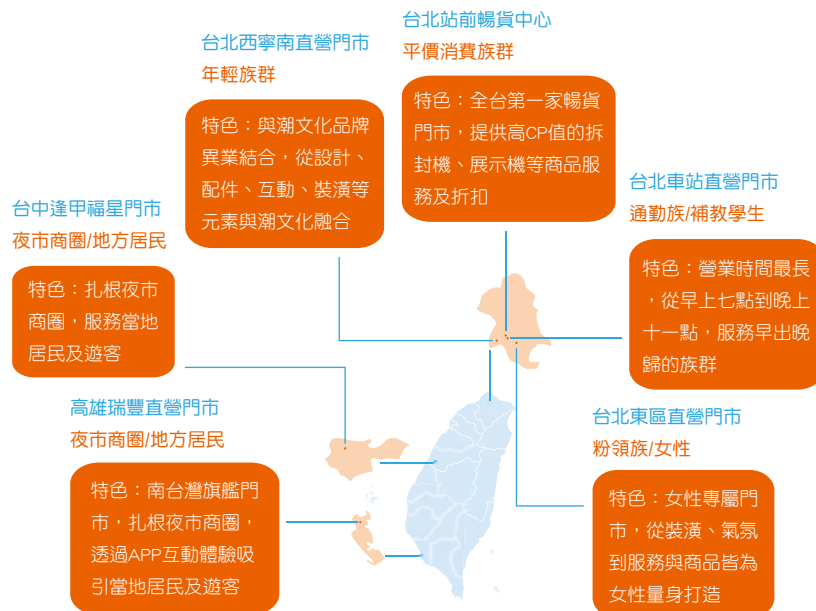 台北西寧南直營門市
年輕族群
特色：與潮文化品牌
異業結合，從設計、
配件、互動、裝潢等
元素與潮文化融合
台北站前暢貨中心
平價消費族群
特色：全台第一家暢貨
門市，提供高CP值的拆
封機、展示機等商品服
務及折扣
台北車站直營門市
通勤族/補教學生
特色：營業時間最長
，從早上七點到晚上
十一點，服務早出晚
歸的族群
台中逢甲福星門市
夜市商圈/地方居民
特色：扎根夜市
商圈，服務當地
居民及遊客
高雄瑞豐直營門市
夜市商圈/地方居民
特色：南台灣旗艦門
市，扎根夜市商圈，
透過APP互動體驗吸
引當地居民及遊客
台北東區直營門市
粉領族/女性
特色：女性專屬門
市，從裝潢、氣氛
到服務與商品皆為
女性量身打造